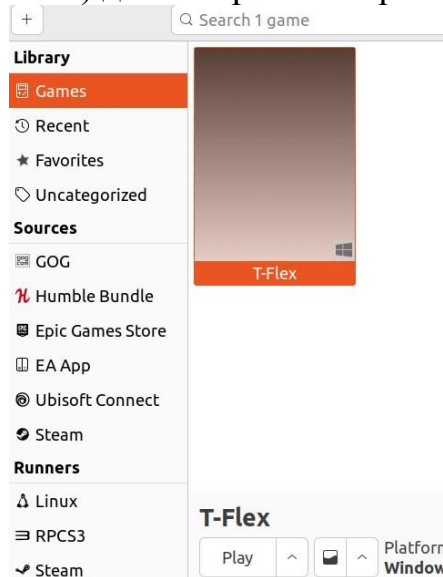 Search 1 game
Library
Games
Recent
Favorites
Uncategorized
Sources
GOG
Humble Bundle
Epic Games Store
EA App
Ubisoft Connect
Steam
Runners
Linux
RPCS3
Steam
T-Flex
T-Flex
Play
Platform
Window